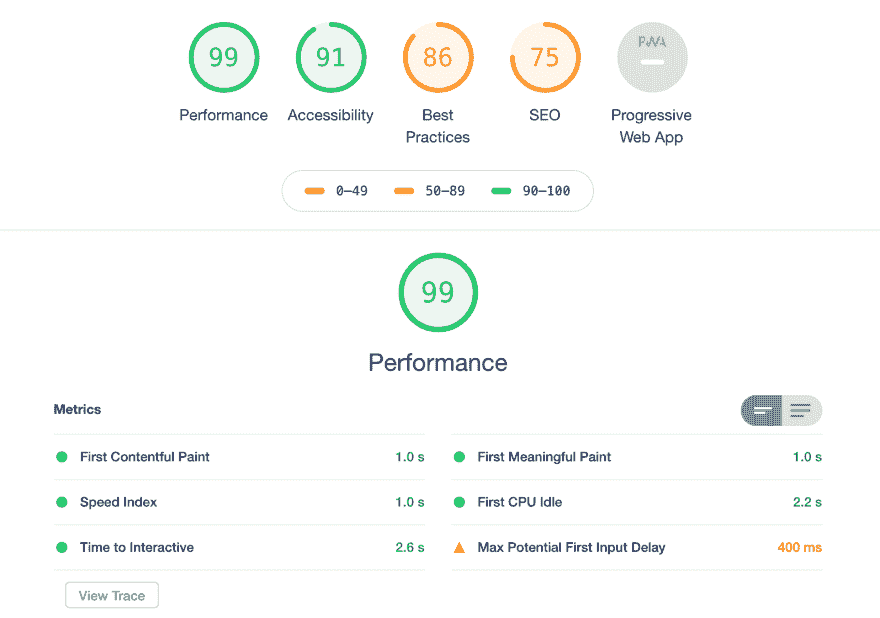 99 91 86 75 PWA
Performance Accessibility Best Practices SEO Progressive Web App
0–49 50–89 90–100
99
Performance
Metrics
First Contentful Paint 1.0 s
First Meaningful Paint 1.0 s
Speed Index 1.0 s
First CPU Idle 2.2 s
Time to Interactive 2.6 s
Max Potential First Input Delay 400 ms
View Trace